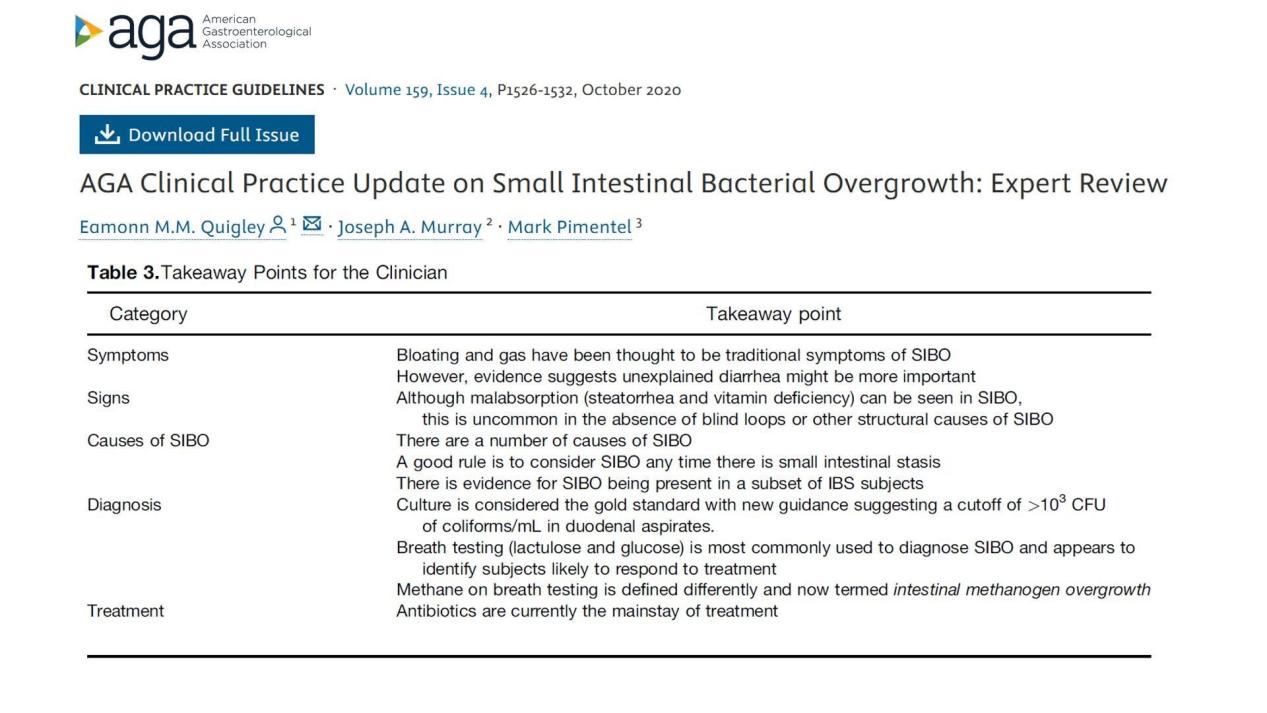 aga American
Gastroenterological
Association
CLINICAL PRACTICE GUIDELINES · Volume 159, Issue 4, P1526-1532, October 2020
Download Full Issue
AGA Clinical Practice Update on Small Intestinal Bacterial Overgrowth: Expert Review
Eamonn M.M. Quigley 1 · Joseph A. Murray 2 · Mark Pimentel 3
Table 3. Takeaway Points for the Clinician
Category Takeaway point
Symptoms Bloating and gas have been thought to be traditional symptoms of SIBO
However, evidence suggests unexplained diarrhea might be more important
Signs Although malabsorption (steatorrhea and vitamin deficiency) can be seen in SIBO,
this is uncommon in the absence of blind loops or other structural causes of SIBO
Causes of SIBO There are a number of causes of SIBO
A good rule is to consider SIBO any time there is small intestinal stasis
There is evidence for SIBO being present in a subset of IBS subjects
Diagnosis Culture is considered the gold standard with new guidance suggesting a cutoff of >10³ CFU
of coliforms/mL in duodenal aspirates.
Breath testing (lactulose and glucose) is most commonly used to diagnose SIBO and appears to
identify subjects likely to respond to treatment
Methane on breath testing is defined differently and now termed intestinal methanogen overgrowth
Treatment Antibiotics are currently the mainstay of treatment